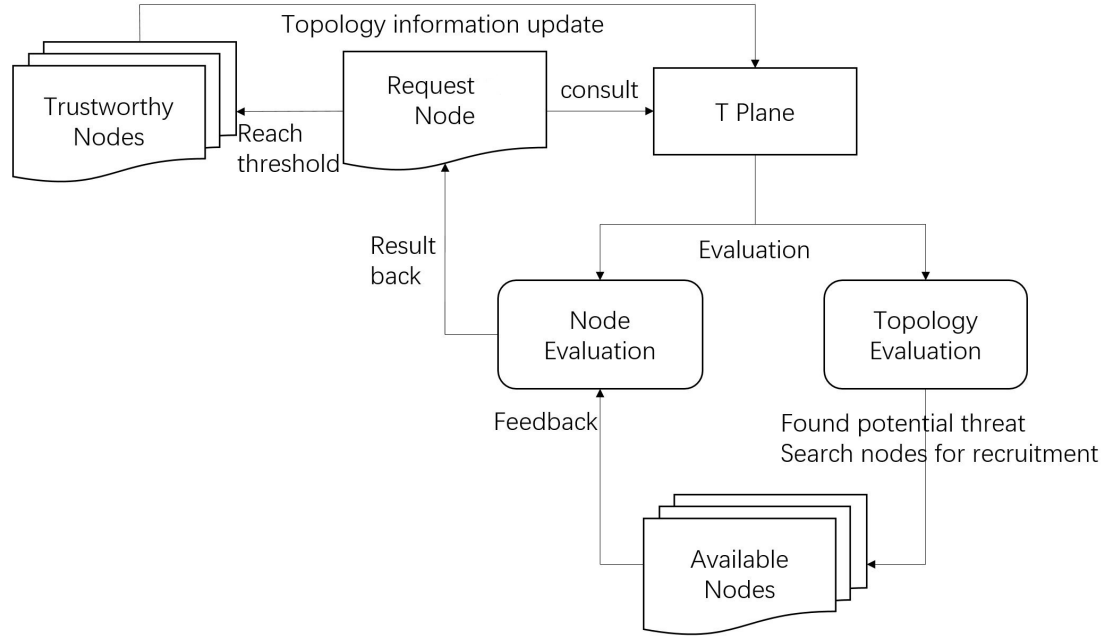 Topology information update
Trustworthy
Nodes
Request
Node
consult
T Plane
Reach
threshold
Result
back
Evaluation
Node
Evaluation
Topology
Evaluation
Feedback
Found potential threat
Search nodes for recruitment
Available
Nodes